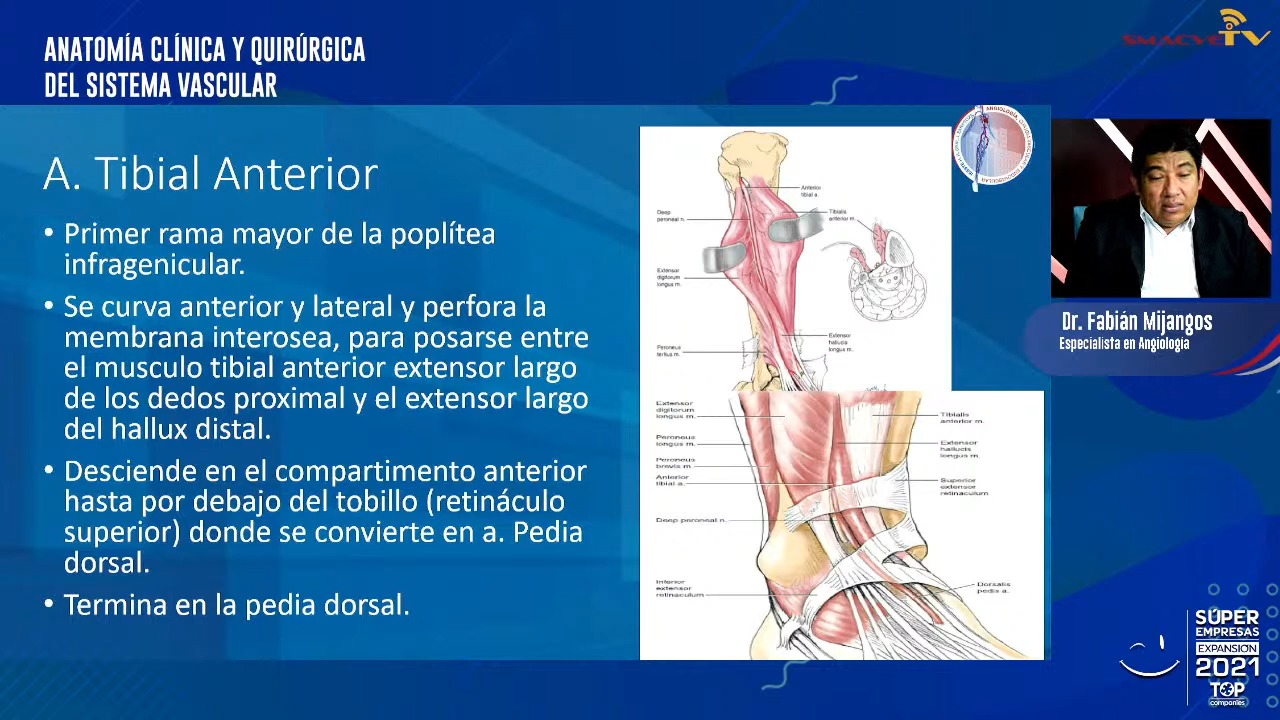 ANATOMÍA CLÍNICA Y QUIRÚRGICA
DEL SISTEMA VASCULAR
SMACVETV
A. Tibial Anterior
• Primer rama mayor de la poplítea
infragenicular.
• Se curva anterior y lateral y perfora la
membrana interosea, para posarse entre
el musculo tibial anterior extensor largo
de los dedos proximal y el extensor largo
del hallux distal.
• Desciende en el compartimento anterior
hasta por debajo del tobillo (retináculo
superior) donde se convierte en a. Pedia
dorsal.
• Termina en la pedia dorsal.
Anterior
tibial a.
Deep
peroneal n.
Tibialis
anterior m.
Extensor
digitorum
longus m.
Extensor
hallucis
longus m.
Peroneus
tertius m.
Extensor
digitorum
longus m.
Peroneus
longus m.
Peroneus
brevis m.
Anterior
tibial a.
Deep peroneal n.
Inferior
extensor
retinaculum
Tibialis
anterior m.
Extensor
hallucis
longus m.
Superior
extensor
retinaculum
Dorsalis
pedis a.
ANGIOLOGÍA
Dr. Fabián Mijangos
Especialista en Angiología
SÚPER
EMPRESAS
EXPANSIÓN
2021
TOP
companies